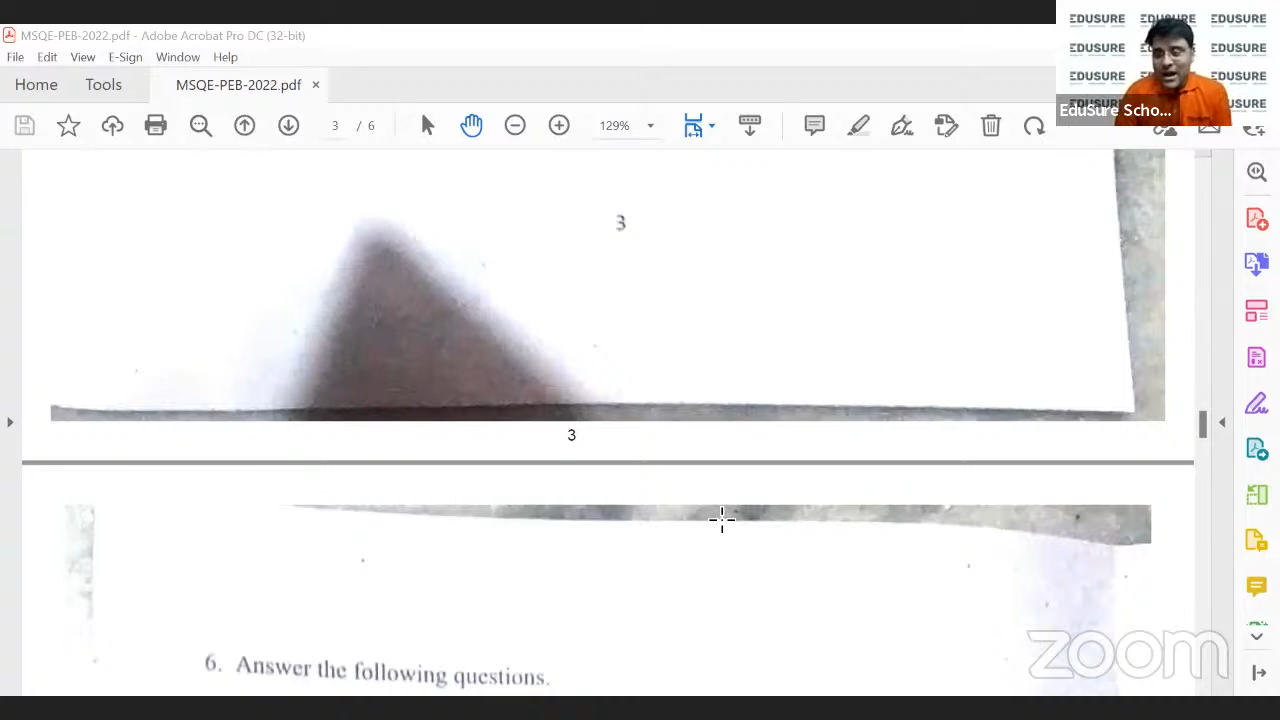 MSQE-PEB-2022.pdf - Adobe Acrobat Pro DC (32-bit)
File Edit View E-Sign Window Help
Home Tools MSQE-PEB-2022.pdf ×
3 / 6 129%
EDUSURE EDUSURE EDUSURE
EDUSURE EDUSURE
EDUSURE EDUSURE
EduSure Scho...
3
3
6. Answer the following questions.
zoom